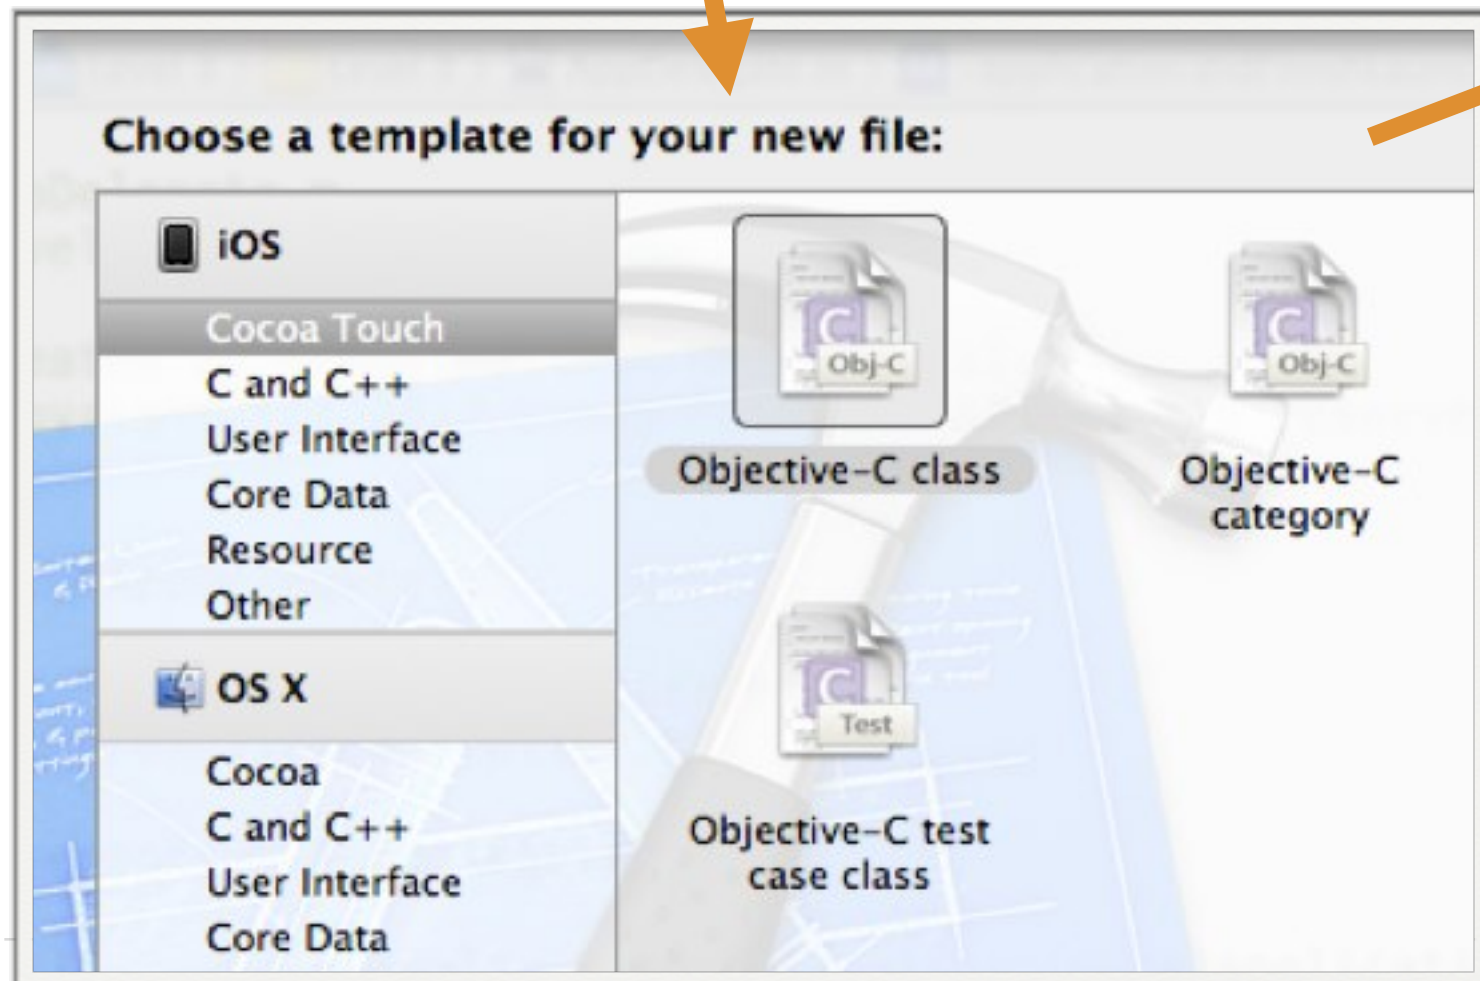 Choose a template for your new file:
iOS
Cocoa Touch
C and C++
User Interface
Core Data
Resource
Other
OS X
Cocoa
C and C++
User Interface
Core Data
Obj-C
Objective-C class
Obj-C
Objective-C
category
Test
Objective-C test
case class